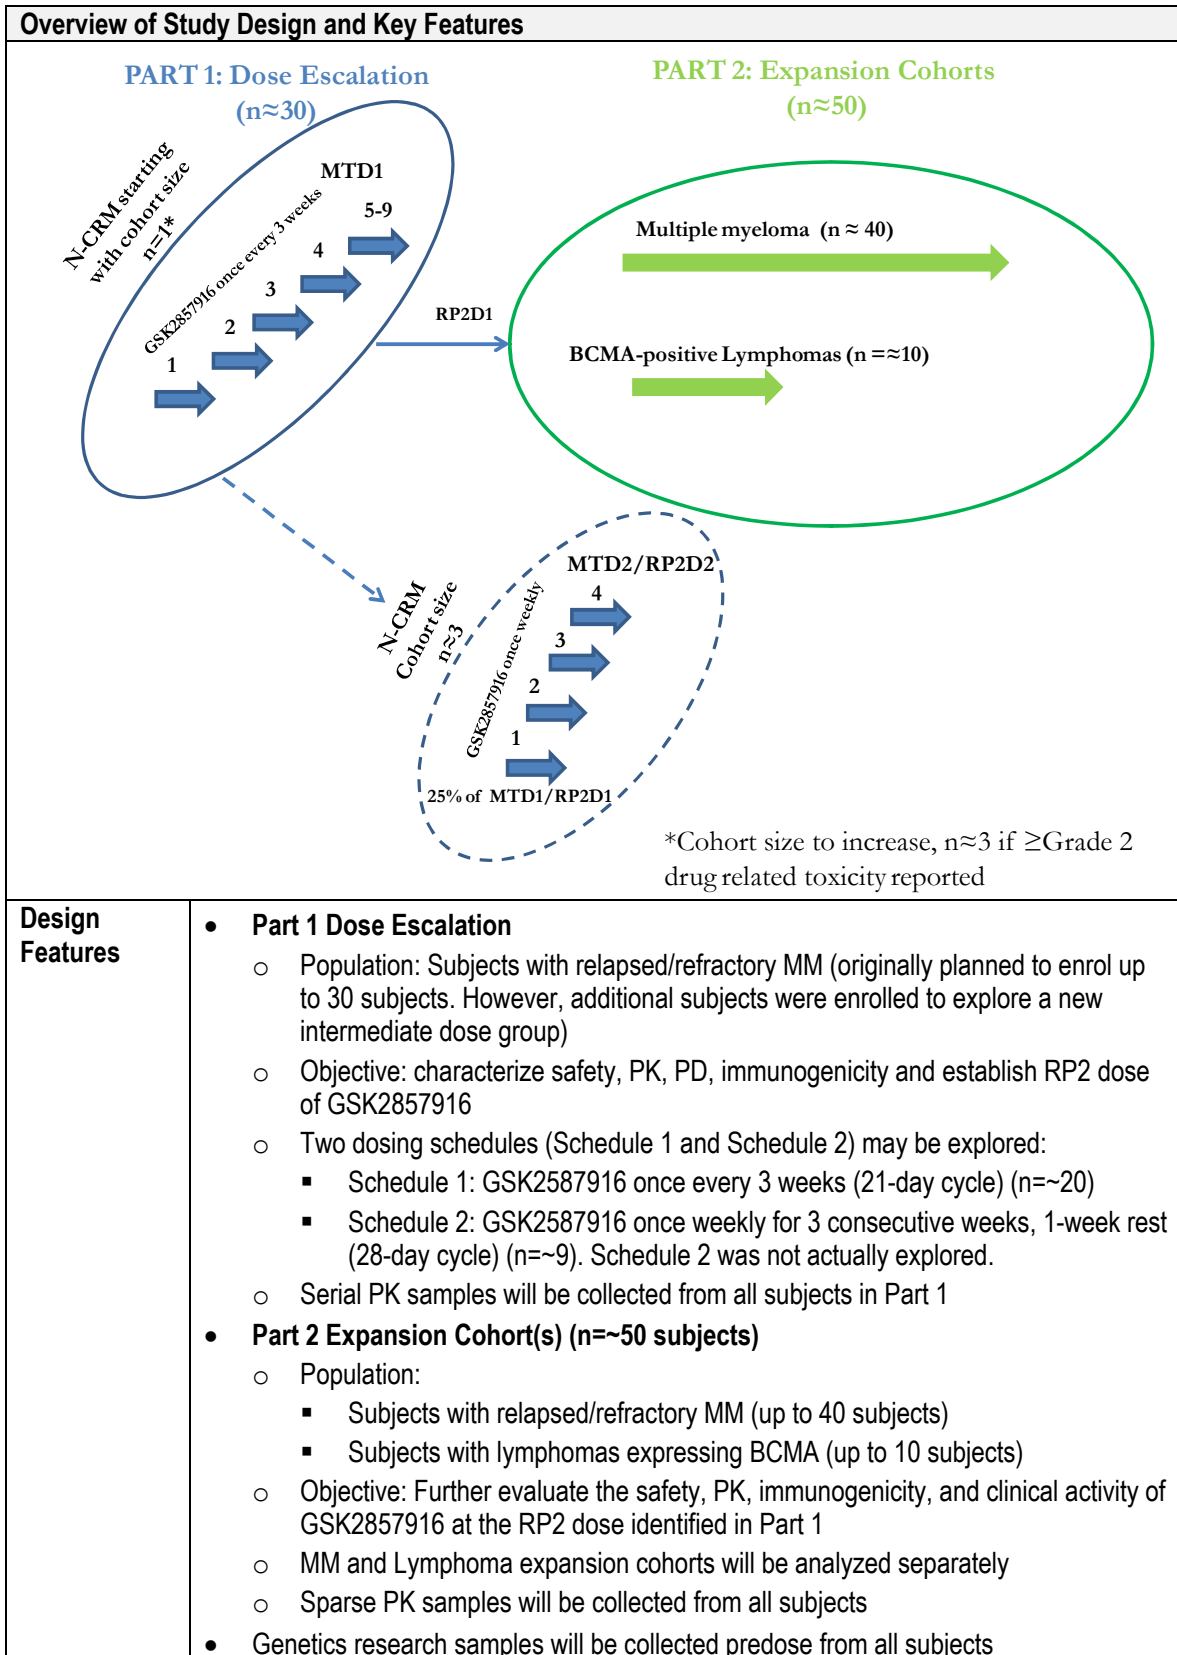 Overview of Study Design and Key Features
PART 1: Dose Escalation
(n≈30)
PART 2: Expansion Cohorts
(n≈50)
N-CRM starting
with cohort size
n=1*
GSK2857916 once every 3 weeks
MTD1
5-9
4
3
2
1
RP2D1
Multiple myeloma (n ≈ 40)
BCMA-positive Lymphomas (n =≈10)
N-CRM
Cohort size
n≈3
GSK2857916 once weekly
MTD2/RP2D2
4
3
2
1
25% of MTD1/RP2D1
*Cohort size to increase, n≈3 if ≥Grade 2
drug related toxicity reported
Design
Features
• Part 1 Dose Escalation
o Population: Subjects with relapsed/refractory MM (originally planned to enrol up
to 30 subjects. However, additional subjects were enrolled to explore a new
intermediate dose group)
o Objective: characterize safety, PK, PD, immunogenicity and establish RP2 dose
of GSK2857916
o Two dosing schedules (Schedule 1 and Schedule 2) may be explored:
▪ Schedule 1: GSK2587916 once every 3 weeks (21-day cycle) (n=~20)
▪ Schedule 2: GSK2587916 once weekly for 3 consecutive weeks, 1-week rest
(28-day cycle) (n=~9). Schedule 2 was not actually explored.
o Serial PK samples will be collected from all subjects in Part 1
• Part 2 Expansion Cohort(s) (n=~50 subjects)
o Population:
▪ Subjects with relapsed/refractory MM (up to 40 subjects)
▪ Subjects with lymphomas expressing BCMA (up to 10 subjects)
o Objective: Further evaluate the safety, PK, immunogenicity, and clinical activity of
GSK2857916 at the RP2 dose identified in Part 1
o MM and Lymphoma expansion cohorts will be analyzed separately
o Sparse PK samples will be collected from all subjects
• Genetics research samples will be collected predose from all subjects